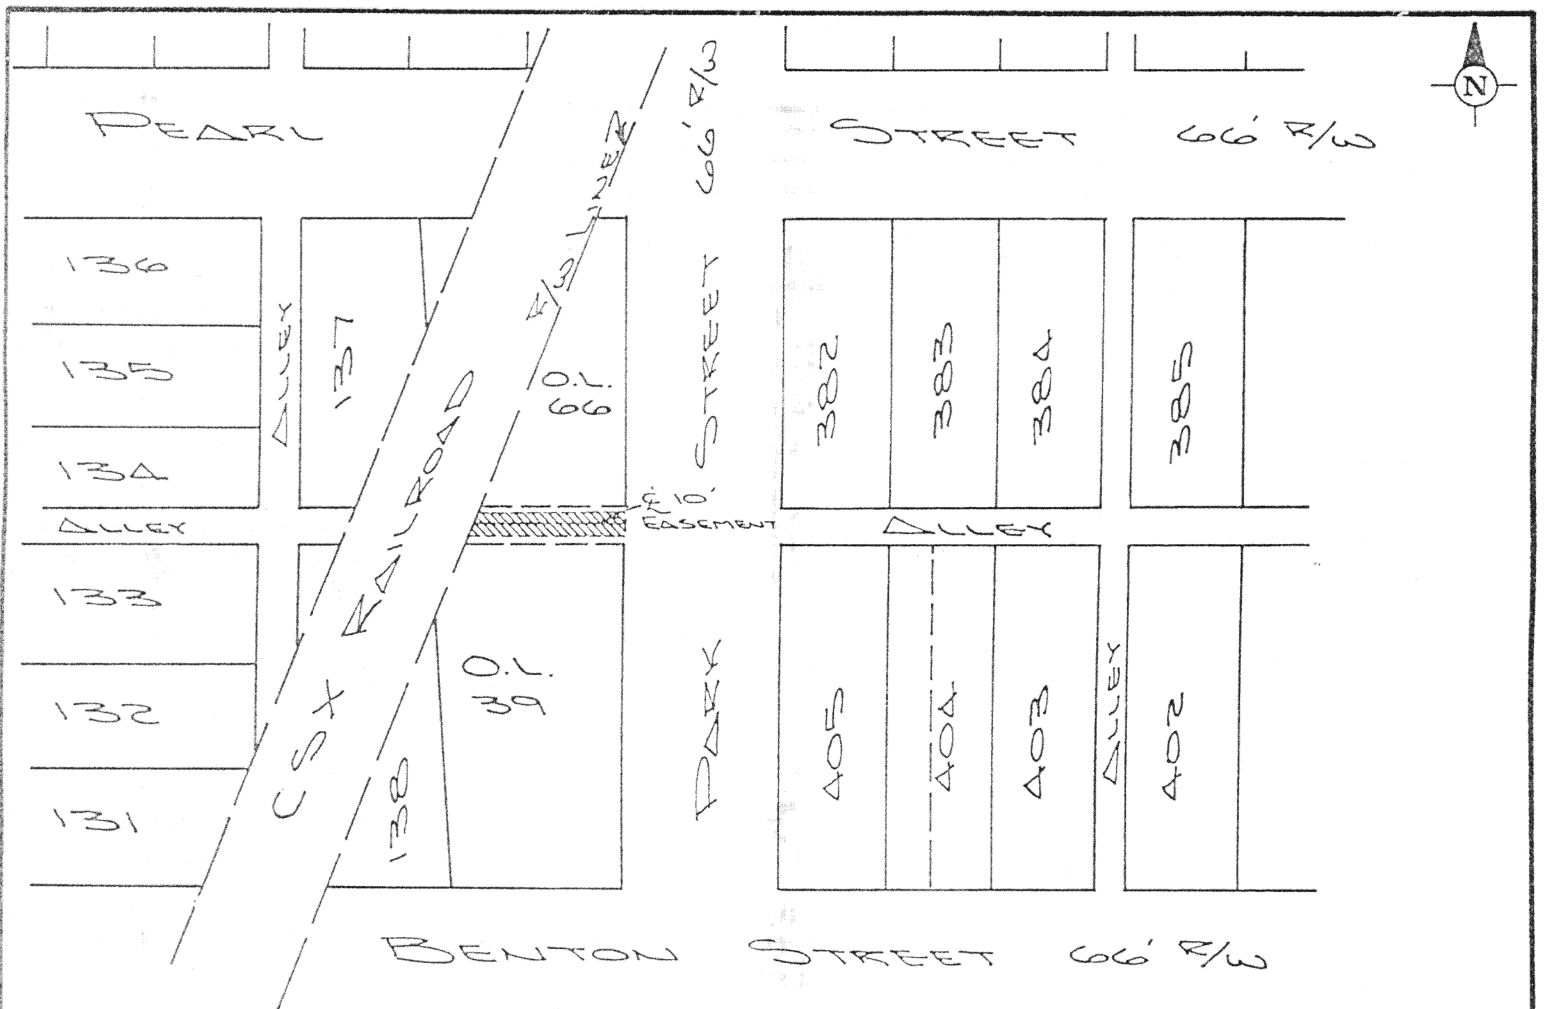 N
PEARL STREET 66' R/W
66' R/W
R/W LINES
136
135
134
ALLEY
137
O.L.
66
STREET
382
383
384
385
ALLEY
RAILROAD
℄ 10'
EASEMENT
ALLEY
133
132
131
CSX
138
O.L.
39
PARK
405
404
403
ALLEY
402
BENTON STREET 66' R/W